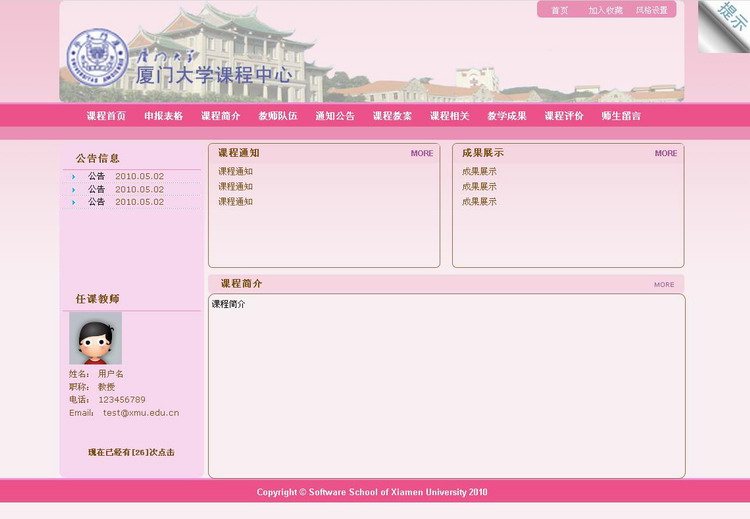 首页 加入收藏 风格设置
提示
厦门大学
厦门大学课程中心
课程首页 申报表格 课程简介 教师队伍 通知公告 课程教案 课程相关 教学成果 课程评价 师生留言
公告信息
公告 2010.05.02
公告 2010.05.02
公告 2010.05.02
课程通知 MORE
课程通知
课程通知
课程通知
成果展示 MORE
成果展示
成果展示
成果展示
任课教师
姓名: 用户名
职称: 教授
电话: 123456789
Email: test@xmu.edu.cn
现在已经有[26]次点击
课程简介 MORE
课程简介
Copyright © Software School of Xiamen University 2010